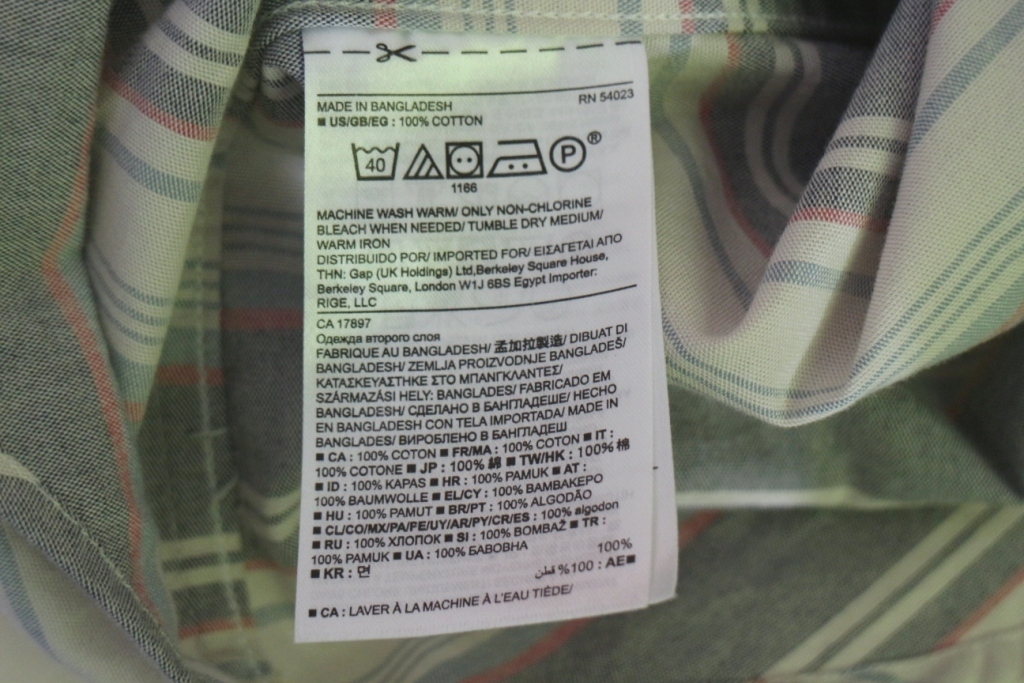 MADE IN BANGLADESH RN 54023
■ US/GB/EG : 100% COTTON
40 P ®
1166
MACHINE WASH WARM/ ONLY NON-CHLORINE
BLEACH WHEN NEEDED/ TUMBLE DRY MEDIUM/
WARM IRON
DISTRIBUIDO POR/ IMPORTED FOR/ ΕΙΣΑΓΕΤΑΙ ΑΠΟ
ΤΗΝ: Gap (UK Holdings) Ltd,Berkeley Square House,
Berkeley Square, London W1J 6BS Egypt Importer:
RIGE, LLC
CA 17897
Одежда второго слоя
FABRIQUE AU BANGLADESH/ 孟加拉製造/ DIBUAT DI
BANGLADESH/ ZEMLJA PROIZVODNJE BANGLADEŠ/
ΚΑΤΑΣΚΕΥΑΣΤΗΚΕ ΣΤΟ ΜΠΑΝΓΚΛΑΝΤΕΣ/
SZÁRMAZÁSI HELY: BANGLADES/ FABRICADO EM
BANGLADESH/ СДЕЛАНО В БАНГЛАДЕШЕ/ HECHO
EN BANGLADESH CON TELA IMPORTADA/ MADE IN
BANGLADES/ ВИРОБЛЕНО В БАНГЛАДЕШ
■ CA : 100% COTON ■ FR/MA : 100% COTON ■ IT :
100% COTONE ■ JP : 100% 綿 ■ TW/HK : 100% 棉
■ ID : 100% KAPAS ■ HR : 100% PAMUK ■ AT :
100% BAUMWOLLE ■ EL/CY : 100% ΒΑΜΒΑΚΕΡΟ
■ HU : 100% PAMUT ■ BR/PT : 100% ALGODÃO
■ CL/CO/MX/PA/PE/UY/AR/PY/CR/ES : 100% algodon
■ RU : 100% ХЛОПОК ■ SI : 100% BOMBAŽ ■ TR :
100% PAMUK ■ UA : 100% БАВОВНА 100%
■ KR : 면 ■AE : 100% قطن
■ CA : LAVER À LA MACHINE À L'EAU TIÈDE/